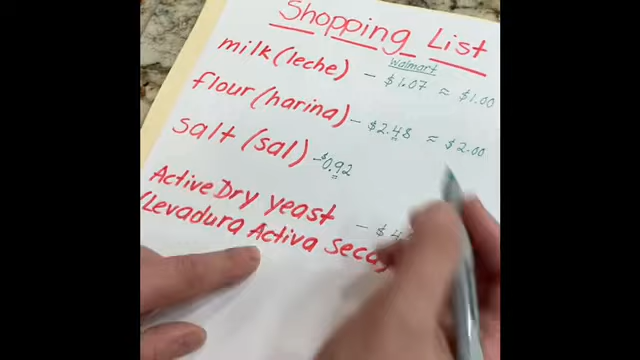 Shopping List
Walmart
milk (leche) - $1.07 ≈ $1.00
flour (harina) - $2.48 ≈ $2.00
salt (sal) - $0.92
Active Dry yeast
(Levadura Activa Seca) - $4